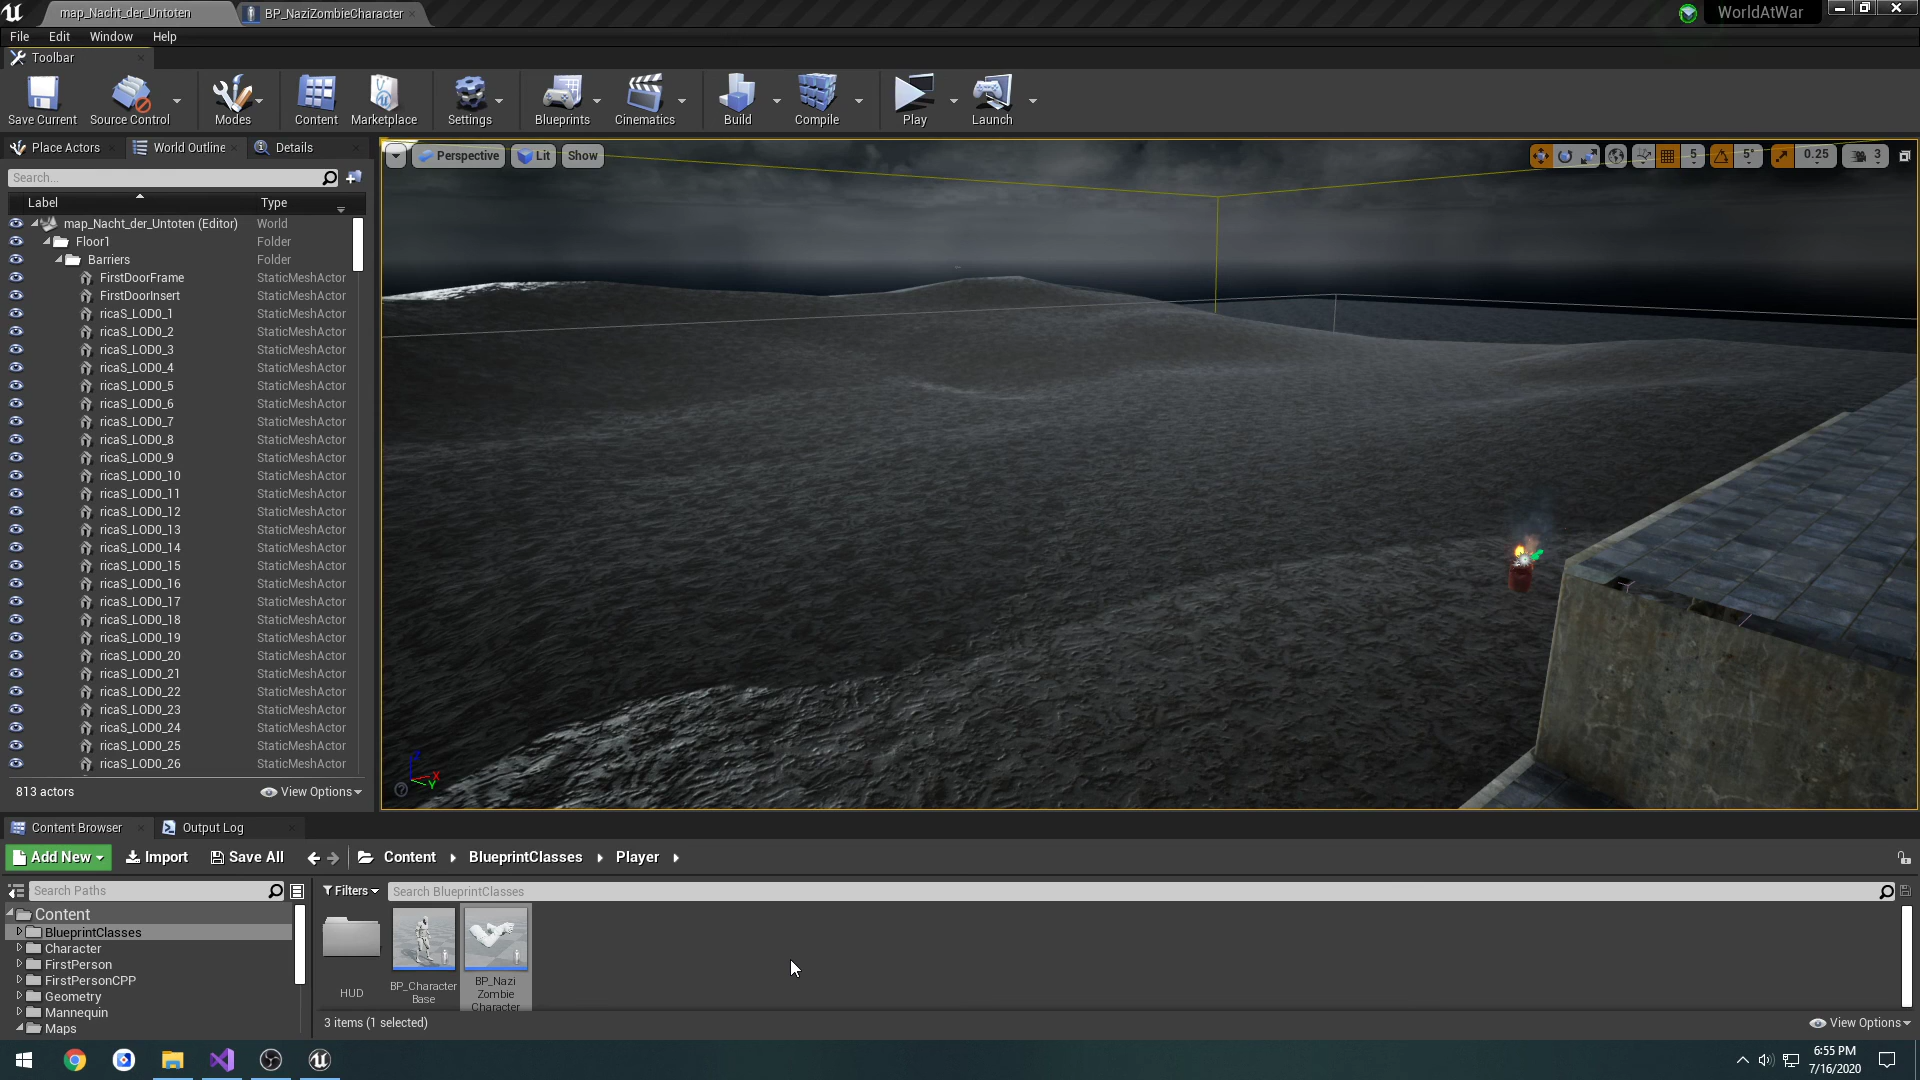 map_Nacht_der_Untoten
BP_NaziZombieCharacter
WorldAtWar
File Edit Window Help
Toolbar
Save Current Source Control Modes Content Marketplace Settings Blueprints Cinematics Build Compile Play Launch
Place Actors World Outline Details
Perspective Lit Show
5 5° 0.25 3
Search...
Label Type
map_Nacht_der_Untoten (Editor) World
Floor1 Folder
Barriers Folder
FirstDoorFrame StaticMeshActor
FirstDoorInsert StaticMeshActor
ricaS_LOD0_1 StaticMeshActor
ricaS_LOD0_2 StaticMeshActor
ricaS_LOD0_3 StaticMeshActor
ricaS_LOD0_4 StaticMeshActor
ricaS_LOD0_5 StaticMeshActor
ricaS_LOD0_6 StaticMeshActor
ricaS_LOD0_7 StaticMeshActor
ricaS_LOD0_8 StaticMeshActor
ricaS_LOD0_9 StaticMeshActor
ricaS_LOD0_10 StaticMeshActor
ricaS_LOD0_11 StaticMeshActor
ricaS_LOD0_12 StaticMeshActor
ricaS_LOD0_13 StaticMeshActor
ricaS_LOD0_14 StaticMeshActor
ricaS_LOD0_15 StaticMeshActor
ricaS_LOD0_16 StaticMeshActor
ricaS_LOD0_17 StaticMeshActor
ricaS_LOD0_18 StaticMeshActor
ricaS_LOD0_19 StaticMeshActor
ricaS_LOD0_20 StaticMeshActor
ricaS_LOD0_21 StaticMeshActor
ricaS_LOD0_22 StaticMeshActor
ricaS_LOD0_23 StaticMeshActor
ricaS_LOD0_24 StaticMeshActor
ricaS_LOD0_25 StaticMeshActor
ricaS_LOD0_26 StaticMeshActor
Z X Y
813 actors View Options
Content Browser Output Log
Add New Import Save All Content BlueprintClasses Player
Search Paths
Filters Search BlueprintClasses
Content
BlueprintClasses
Character
FirstPerson
FirstPersonCPP
Geometry
Mannequin
Maps
HUD
BP_Character
Base
BP_Nazi
Zombie
Character
3 items (1 selected) View Options
6:55 PM
7/16/2020